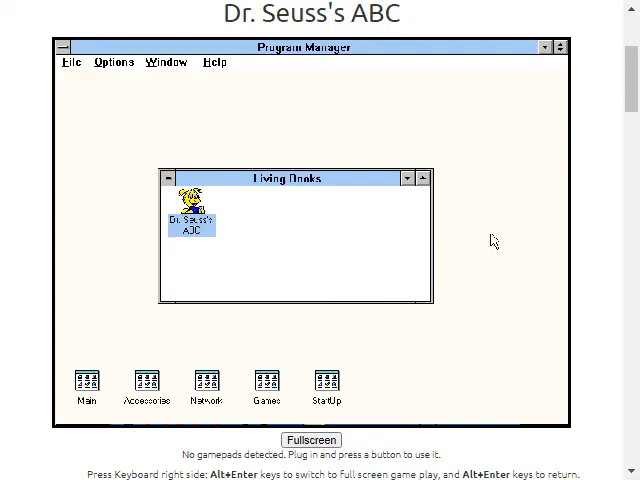 Dr. Seuss's ABC
Program Manager
File Options Window Help
Living Books
Dr. Seuss's
ABC
Main Accessories Network Games StartUp
Fullscreen
No gamepads detected. Plug in and press a button to use it.
Press Keyboard right side: Alt+Enter keys to switch to full screen game play, and Alt+Enter keys to return.